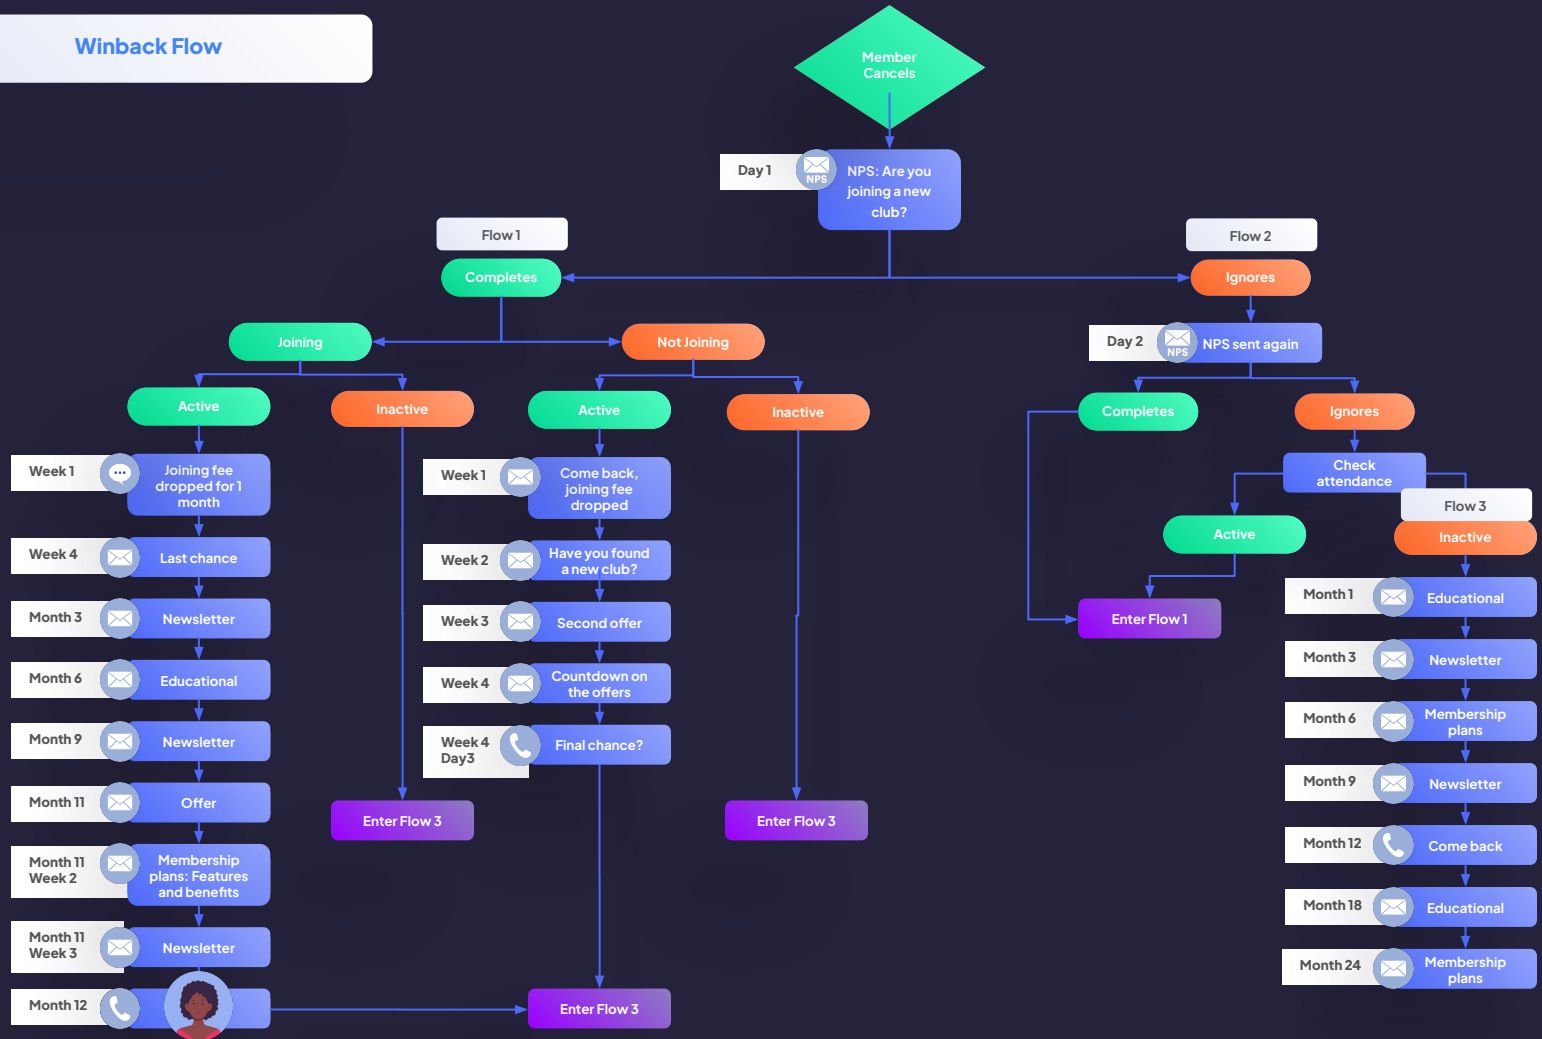 Winback Flow
Member
Cancels
Day 1
NPS
NPS: Are you
joining a new
club?
Flow 1
Completes
Flow 2
Ignores
Joining
Not Joining
Day 2
NPS
NPS sent again
Active
Inactive
Active
Inactive
Completes
Ignores
Check
attendance
Flow 3
Inactive
Active
Enter Flow 1
Week 1
Joining fee
dropped for 1
month
Week 4
Last chance
Month 3
Newsletter
Month 6
Educational
Month 9
Newsletter
Month 11
Offer
Month 11
Week 2
Membership
plans: Features
and benefits
Month 11
Week 3
Newsletter
Month 12
Enter Flow 3
Week 1
Come back,
joining fee
dropped
Week 2
Have you found
a new club?
Week 3
Second offer
Week 4
Countdown on
the offers
Week 4
Day3
Final chance?
Enter Flow 3
Enter Flow 3
Month 1
Educational
Month 3
Newsletter
Month 6
Membership
plans
Month 9
Newsletter
Month 12
Come back
Month 18
Educational
Month 24
Membership
plans